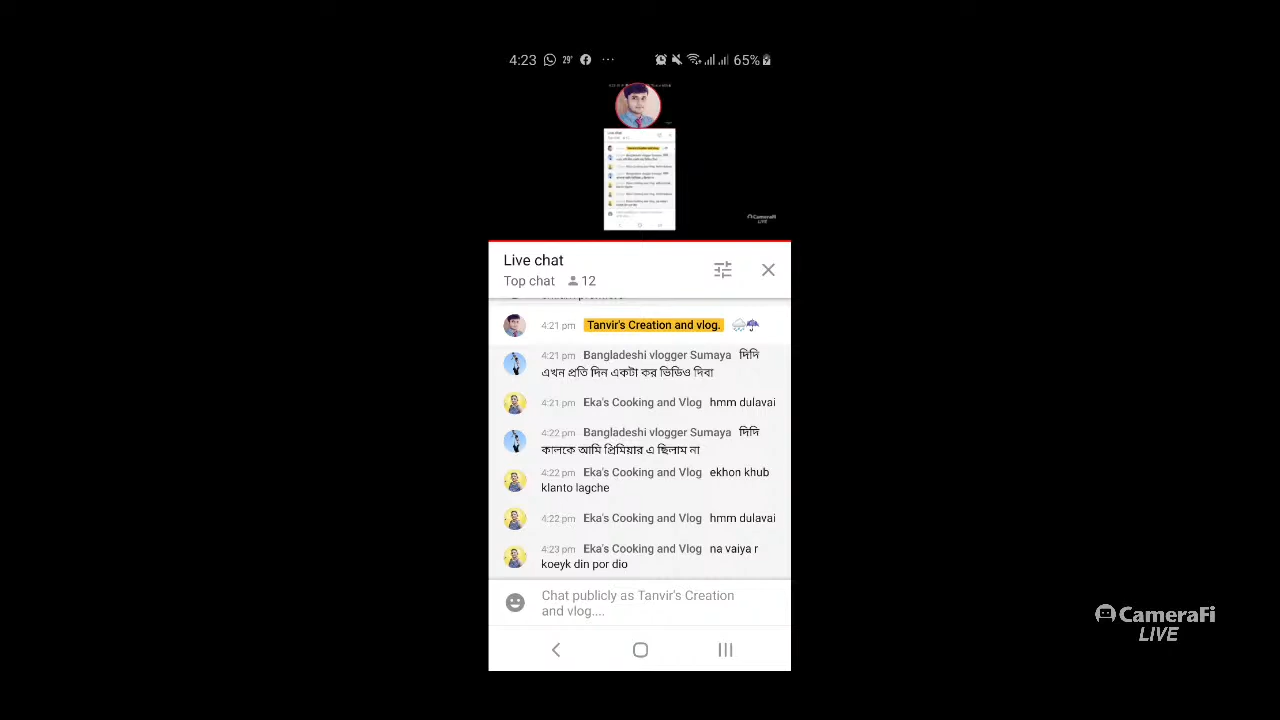 4:23 29° ... 65%
CameraFi
LIVE
Live chat
Top chat 12
4:21 pm Tanvir's Creation and vlog. 🌧️☂️
4:21 pm Bangladeshi vlogger Sumaya দিদি
এখন প্রতি দিন একটা কর ভিডিও দিবা
4:21 pm Eka's Cooking and Vlog hmm dulavai
4:22 pm Bangladeshi vlogger Sumaya দিদি
কালকে আমি প্রিমিয়ার এ ছিলাম না
4:22 pm Eka's Cooking and Vlog ekhon khub
klanto lagche
4:22 pm Eka's Cooking and Vlog hmm dulavai
4:23 pm Eka's Cooking and Vlog na vaiya r
koeyk din por dio
Chat publicly as Tanvir's Creation
and vlog....
CameraFi
LIVE